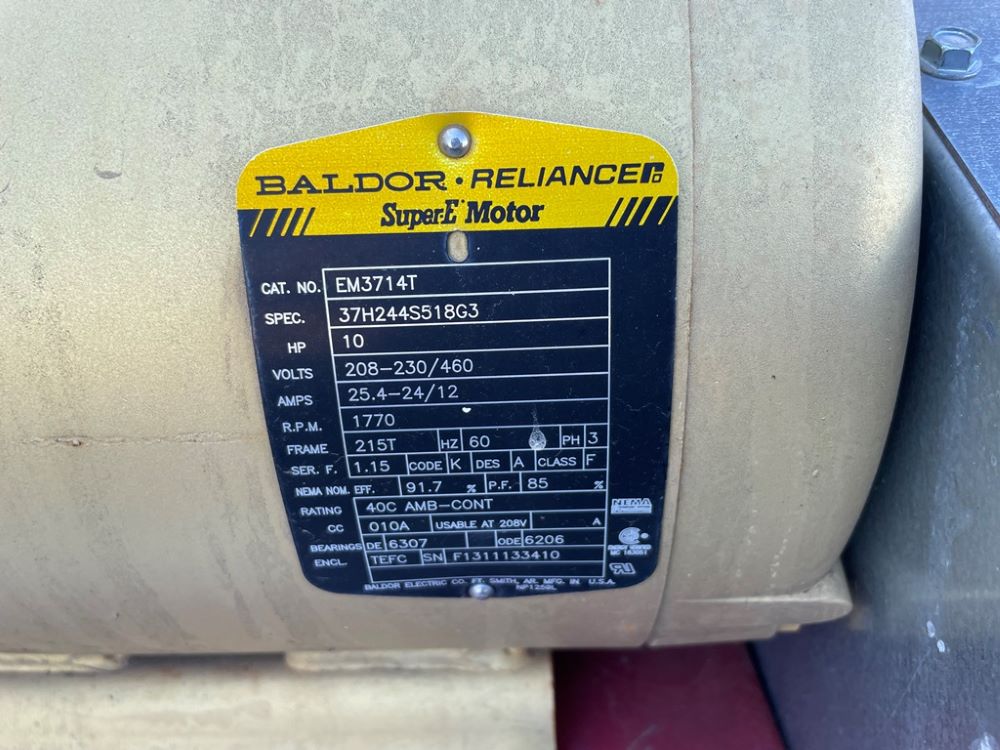 BALDOR • RELIANCER
Super-E Motor
CAT. NO. EM3714T
SPEC. 37H244S518G3
HP 10
VOLTS 208-230/460
AMPS 25.4-24/12
R.P.M. 1770
FRAME 215T HZ 60 PH 3
SER. F. 1.15 CODE K DES A CLASS F
NEMA NOM. EFF. 91.7 % P.F. 85 %
RATING 40C AMB-CONT
NEMA
CC 010A USABLE AT 208V A
BEARINGS DE 6307 ODE 6206
ENCL. TEFC SN F1311133410
BALDOR ELECTRIC CO. FT. SMITH, AR. MFG. IN U.S.A.
NP1259L